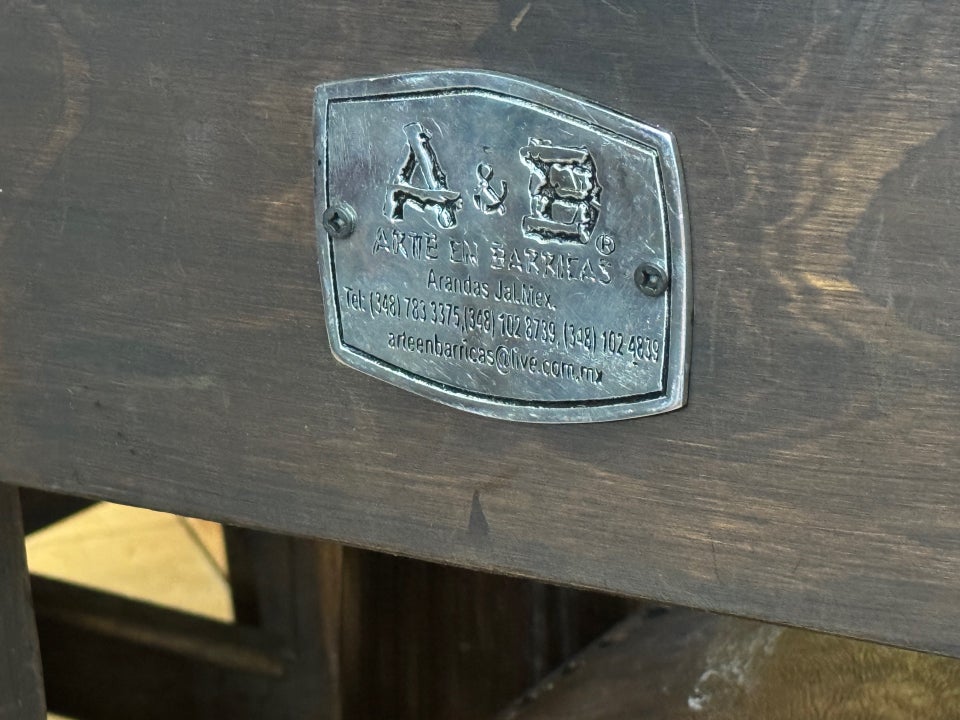 A & B ®
ARTE EN BARRICAS
Arandas Jal.Mex.
Tel: (348) 783 3375,(348) 102 8739, (348) 102 4839
arteenbarricas@live.com.mx